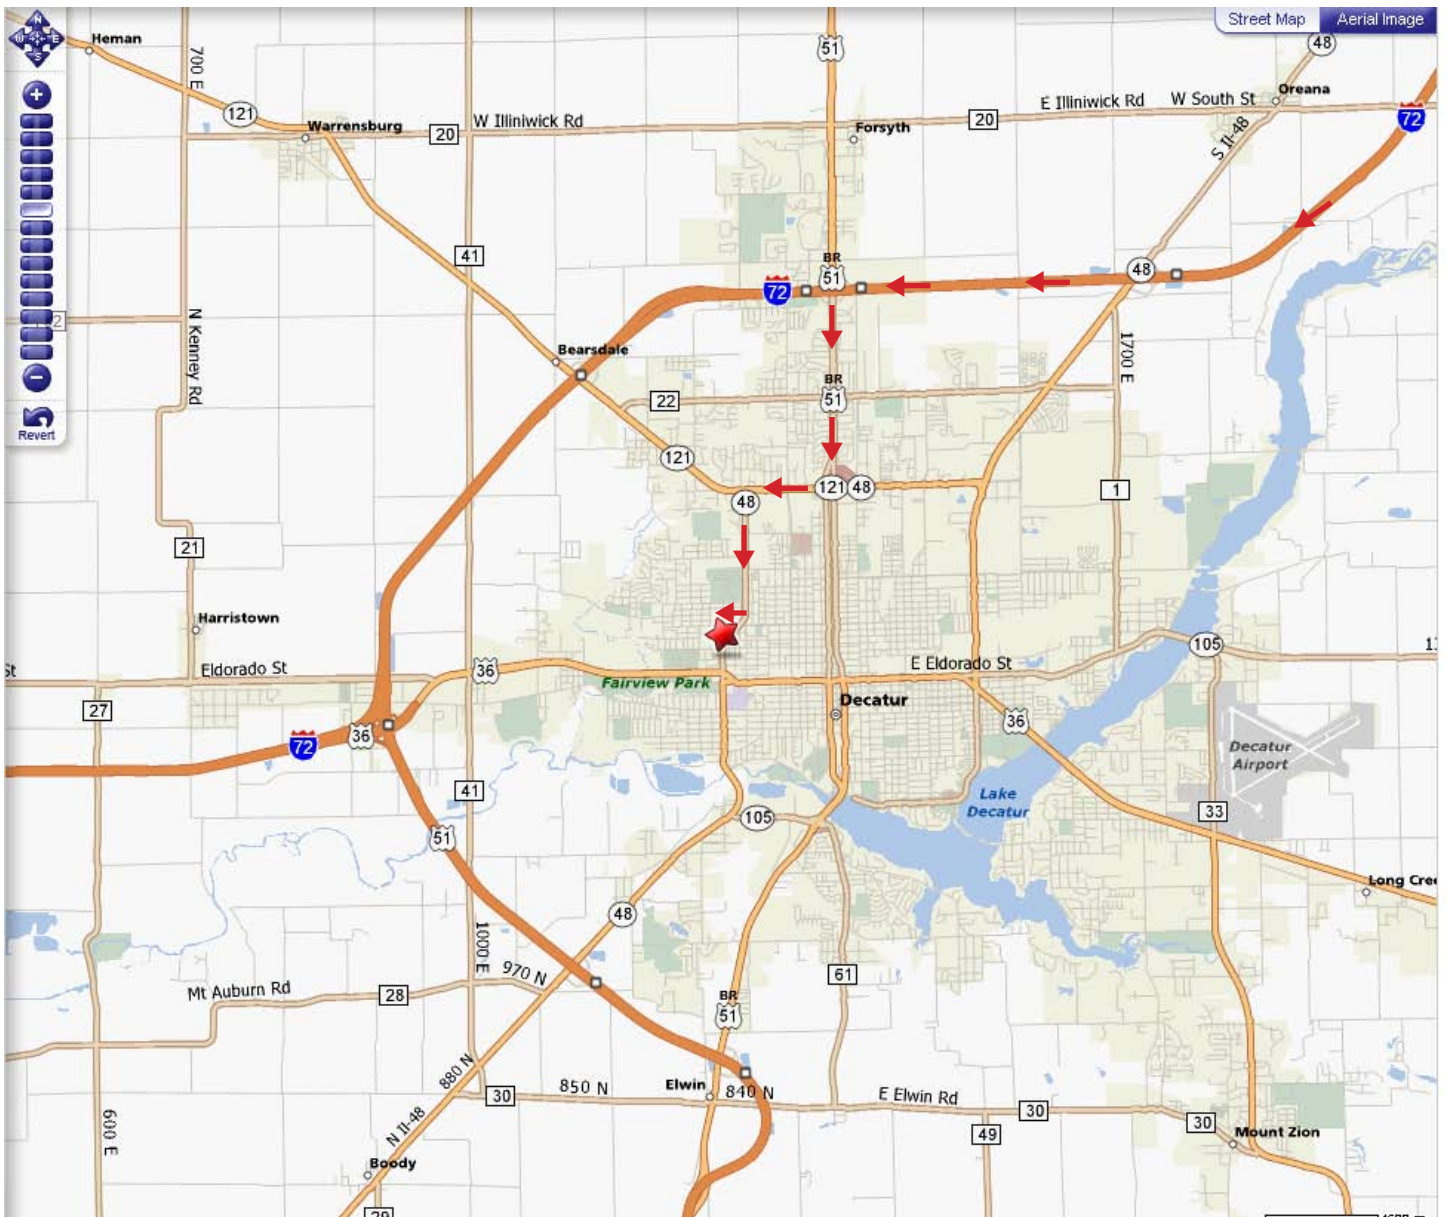 Street Map
Aerial Image
N
W
E
S
Heman
700 E
51
48
Oreana
E Illiniwick Rd
W South St
121
Warrensburg
20
W Illiniwick Rd
20
Forsyth
72
S Il-48
41
BR
51
48
72
2
N Kenney Rd
Bearsdale
1700 E
BR
51
22
Revert
121
121
48
48
1
21
Harristown
105
Eldorado St
36
E Eldorado St
Fairview Park
Decatur
27
36
36
72
Decatur
Airport
41
Lake
Decatur
105
33
51
Long Cre
48
1000 E
970 N
61
Mt Auburn Rd
28
BR
51
880 N
850 N
Elwin
840 N
E Elwin Rd
30
30
30
600 E
N Il-48
49
Mount Zion
Boody